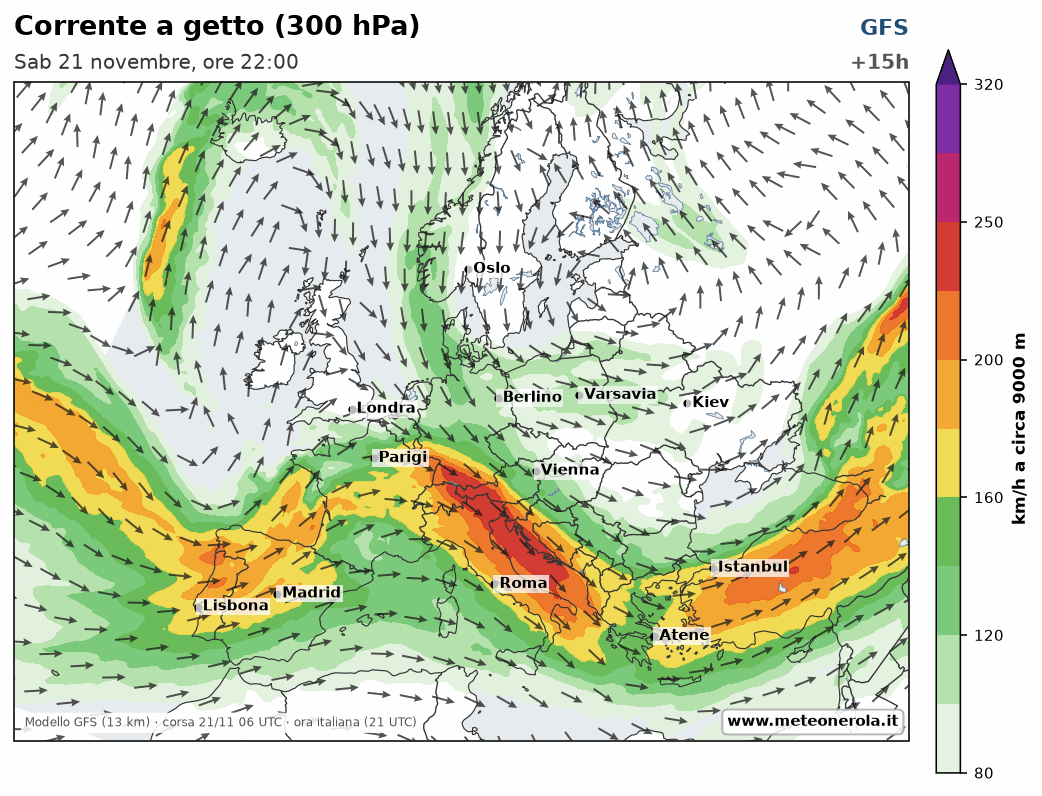 Corrente a getto (300 hPa)
GFS
Sab 21 novembre, ore 22:00
+15h
320
250
200
160
120
80
km/h a circa 9000 m
Oslo
Londra
Berlino
Varsavia
Kiev
Parigi
Vienna
Istanbul
Roma
Madrid
Lisbona
Atene
Modello GFS (13 km) · corsa 21/11 06 UTC · ora italiana (21 UTC)
www.meteonerola.it